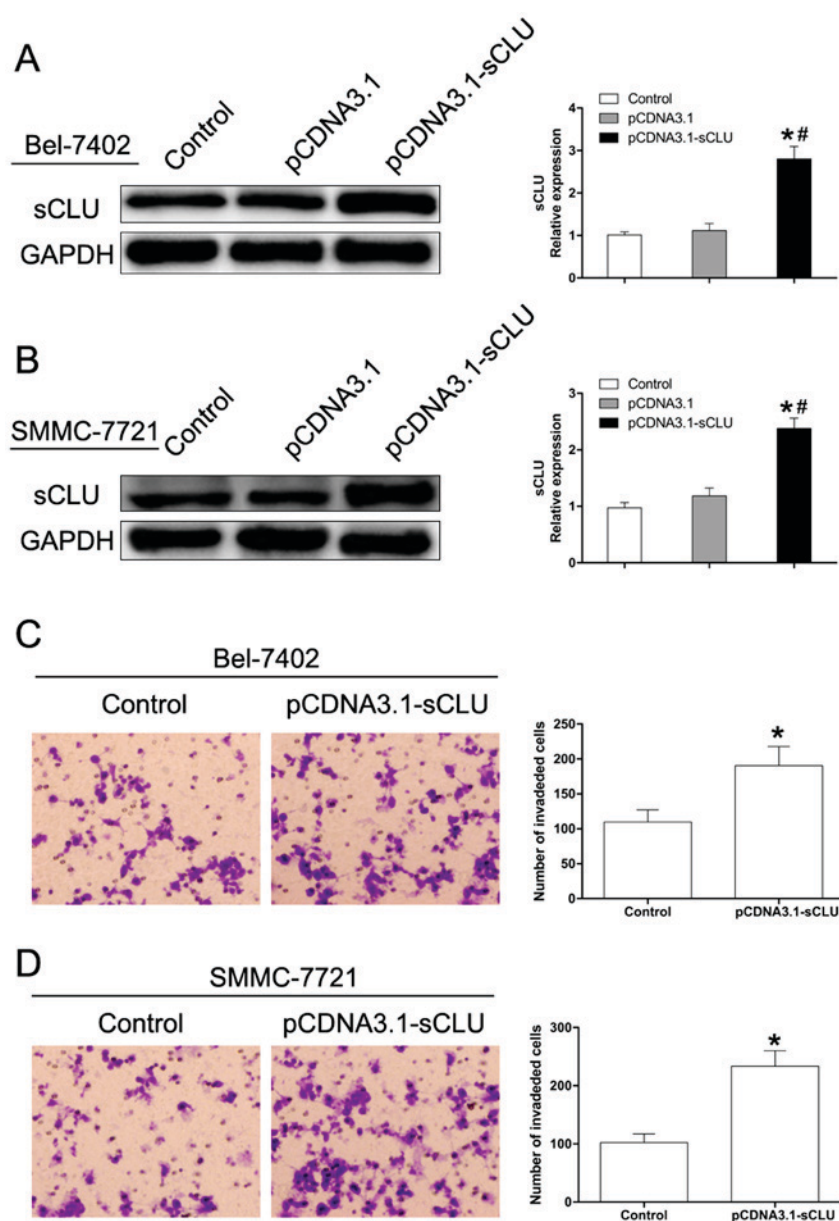 A
Bel-7402
Control
pCDNA3.1
pCDNA3.1-sCLU
sCLU
GAPDH
Control
pCDNA3.1
pCDNA3.1-sCLU
sCLU
Relative expression
4
3
2
1
0
*#
B
SMMC-7721
Control
pCDNA3.1
pCDNA3.1-sCLU
sCLU
GAPDH
Control
pCDNA3.1
pCDNA3.1-sCLU
sCLU
Relative expression
3
2
1
0
*#
C
Bel-7402
Control
pCDNA3.1-sCLU
Number of invadeded cells
250
200
150
100
50
0
*
Control
pCDNA3.1-sCLU
D
SMMC-7721
Control
pCDNA3.1-sCLU
Number of invadeded cells
300
200
100
0
*
Control
pCDNA3.1-sCLU